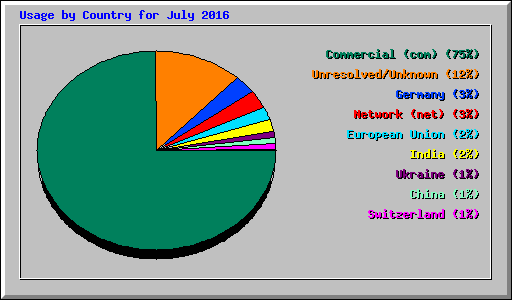 Usage by Country for July 2016
Commercial (com) (75%)
Unresolved/Unknown (12%)
Germany (3%)
Network (net) (3%)
European Union (2%)
India (2%)
Ukraine (1%)
China (1%)
Switzerland (1%)